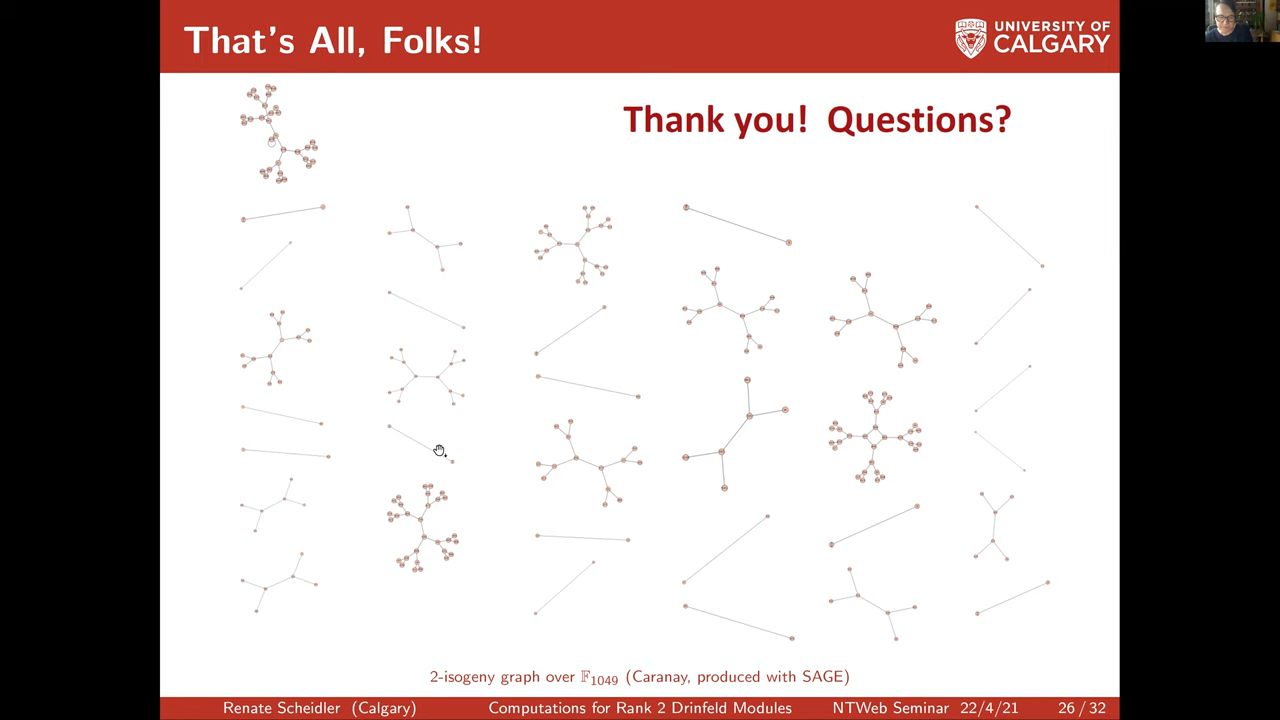 That's All, Folks!
UNIVERSITY OF
CALGARY
Thank you! Questions?
2-isogeny graph over 𝔽₁₀₄₉ (Caranay, produced with SAGE)
Renate Scheidler (Calgary) Computations for Rank 2 Drinfeld Modules NTWeb Seminar 22/4/21 26 / 32